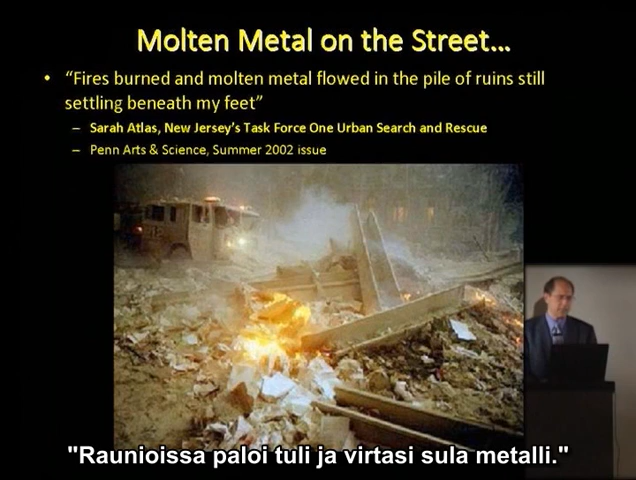 Molten Metal on the Street...
• “Fires burned and molten metal flowed in the pile of ruins still
settling beneath my feet”
– Sarah Atlas, New Jersey’s Task Force One Urban Search and Rescue
– Penn Arts & Science, Summer 2002 issue
"Raunioissa paloi tuli ja virtasi sula metalli."